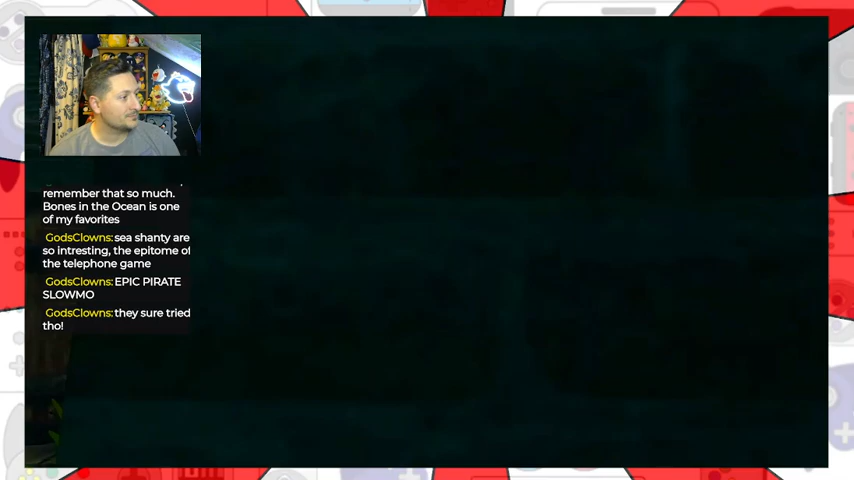 remember that so much.
Bones in the Ocean is one
of my favorites
GodsClowns: sea shanty are
so intresting, the epitome of
the telephone game
GodsClowns: EPIC PIRATE
SLOWMO
GodsClowns: they sure tried
tho!